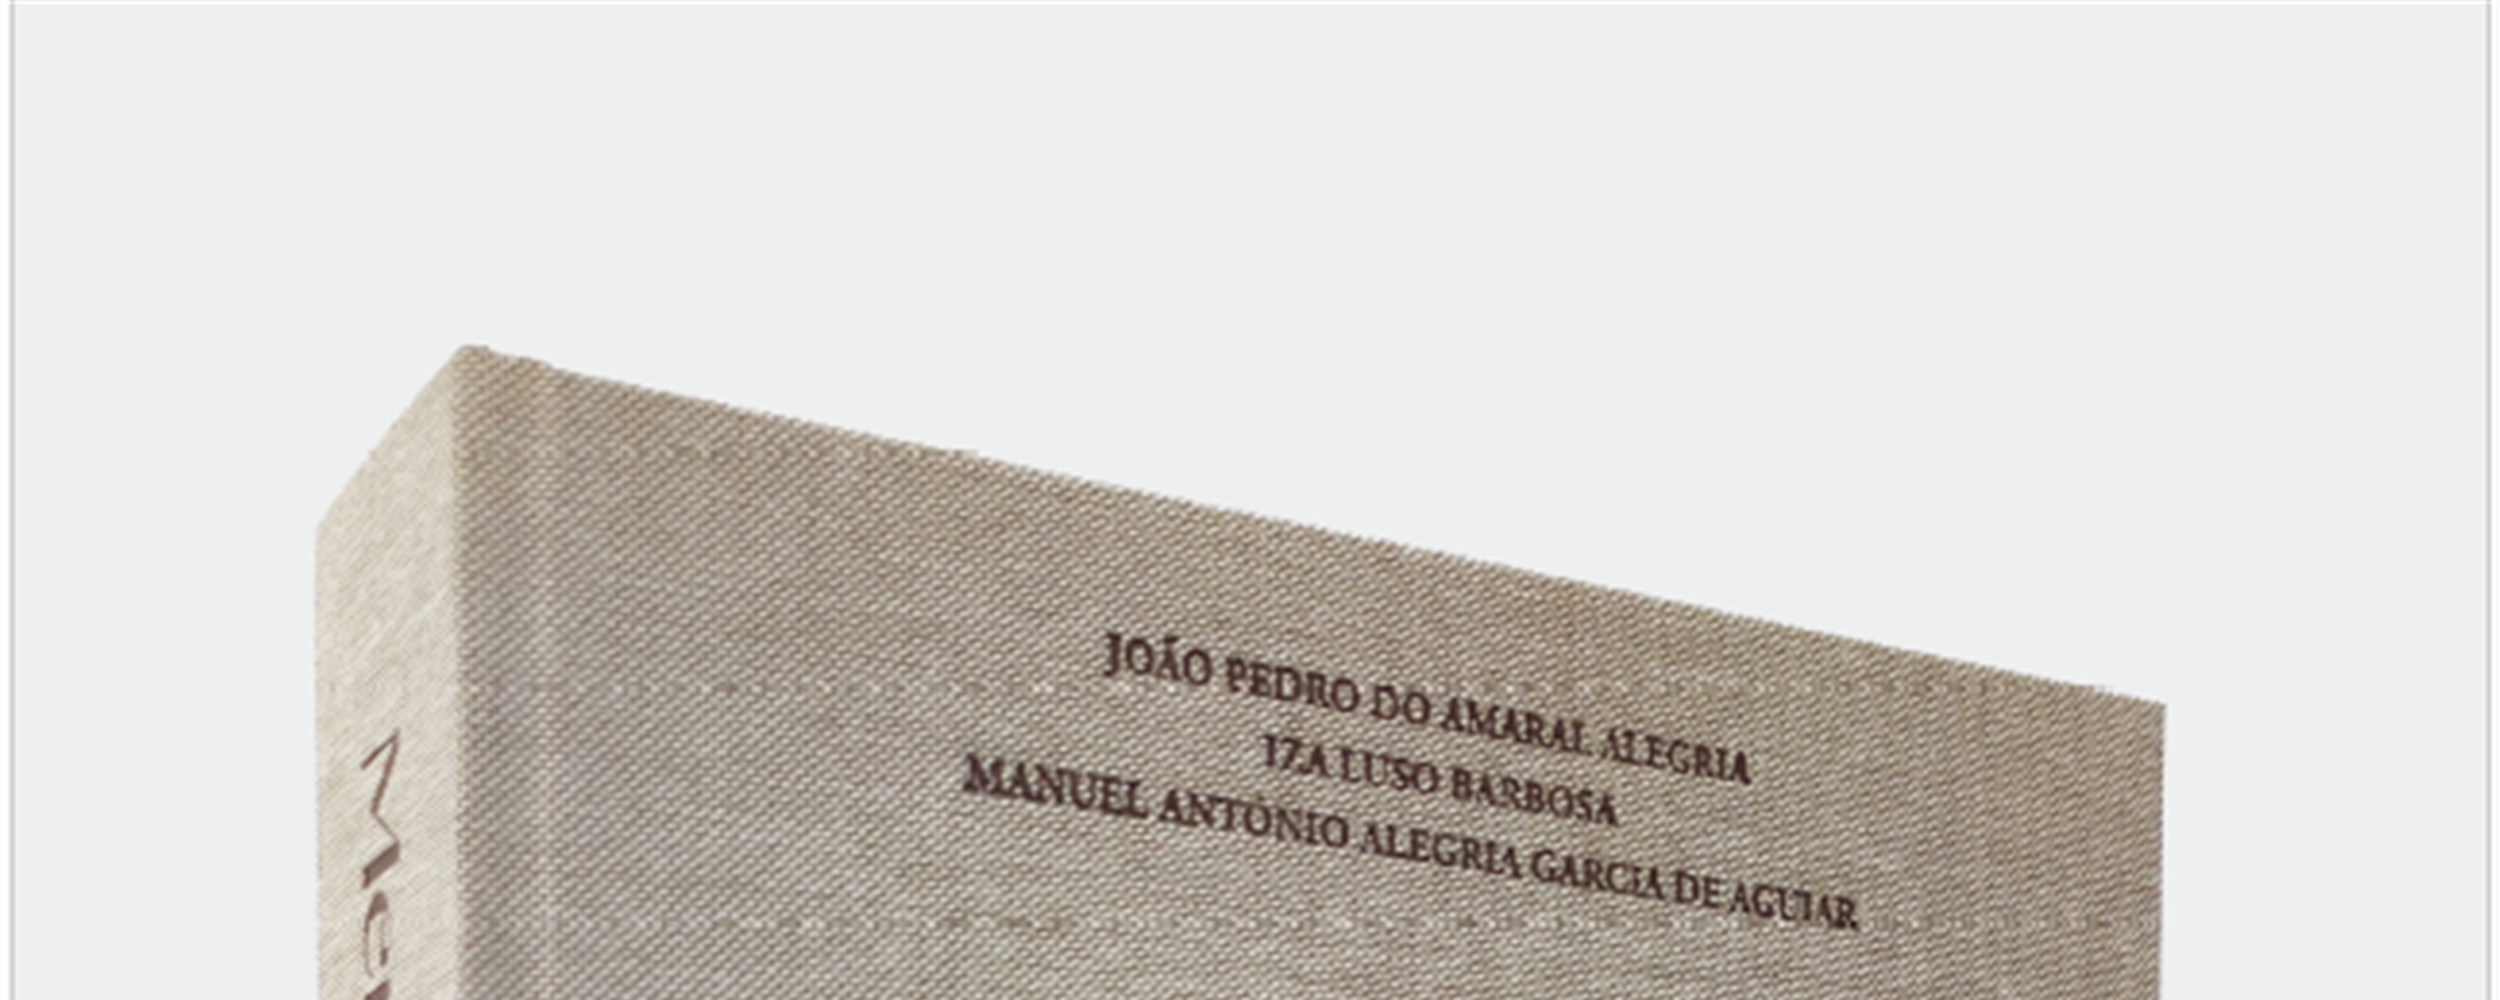 JOÃO PEDRO DO AMARAL ALEGRIA
IZA LUSO BARBOSA
MANUEL ANTÓNIO ALEGRIA GARCIA DE AGUIAR